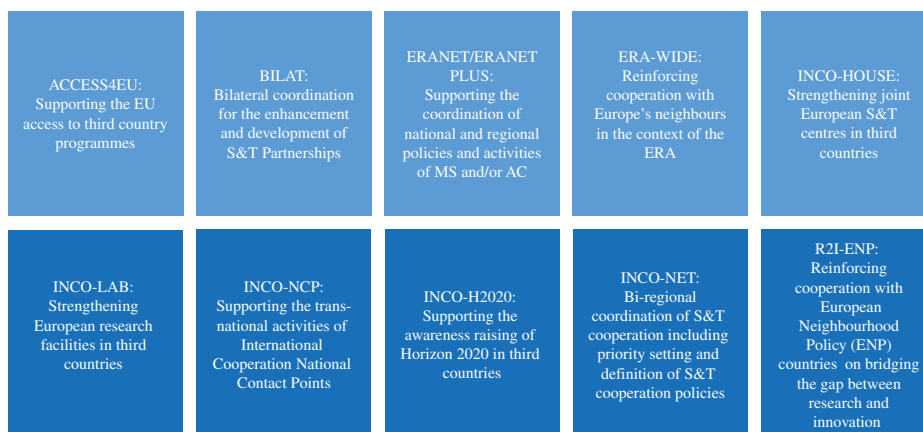 ACCESS4EU:
Supporting the EU
access to third country
programmes
BILAT:
Bilateral coordination
for the enhancement
and development of
S&T Partnerships
ERANET/ERANET
PLUS:
Supporting the
coordination of
national and regional
policies and activities
of MS and/or AC
ERA-WIDE:
Reinforcing
cooperation with
Europe's neighbours
in the context of the
ERA
INCO-HOUSE:
Strengthening joint
European S&T
centres in third
countries
INCO-LAB:
Strengthening
European research
facilities in third
countries
INCO-NCP:
Supporting the trans-
national activities of
International
Cooperation National
Contact Points
INCO-H2020:
Supporting the
awareness raising of
Horizon 2020 in third
countries
INCO-NET:
Bi-regional
coordination of S&T
cooperation including
priority setting and
definition of S&T
cooperation policies
R2I-ENP:
Reinforcing
cooperation with
European
Neighbourhood
Policy (ENP)
countries on bridging
the gap between
research and
innovation